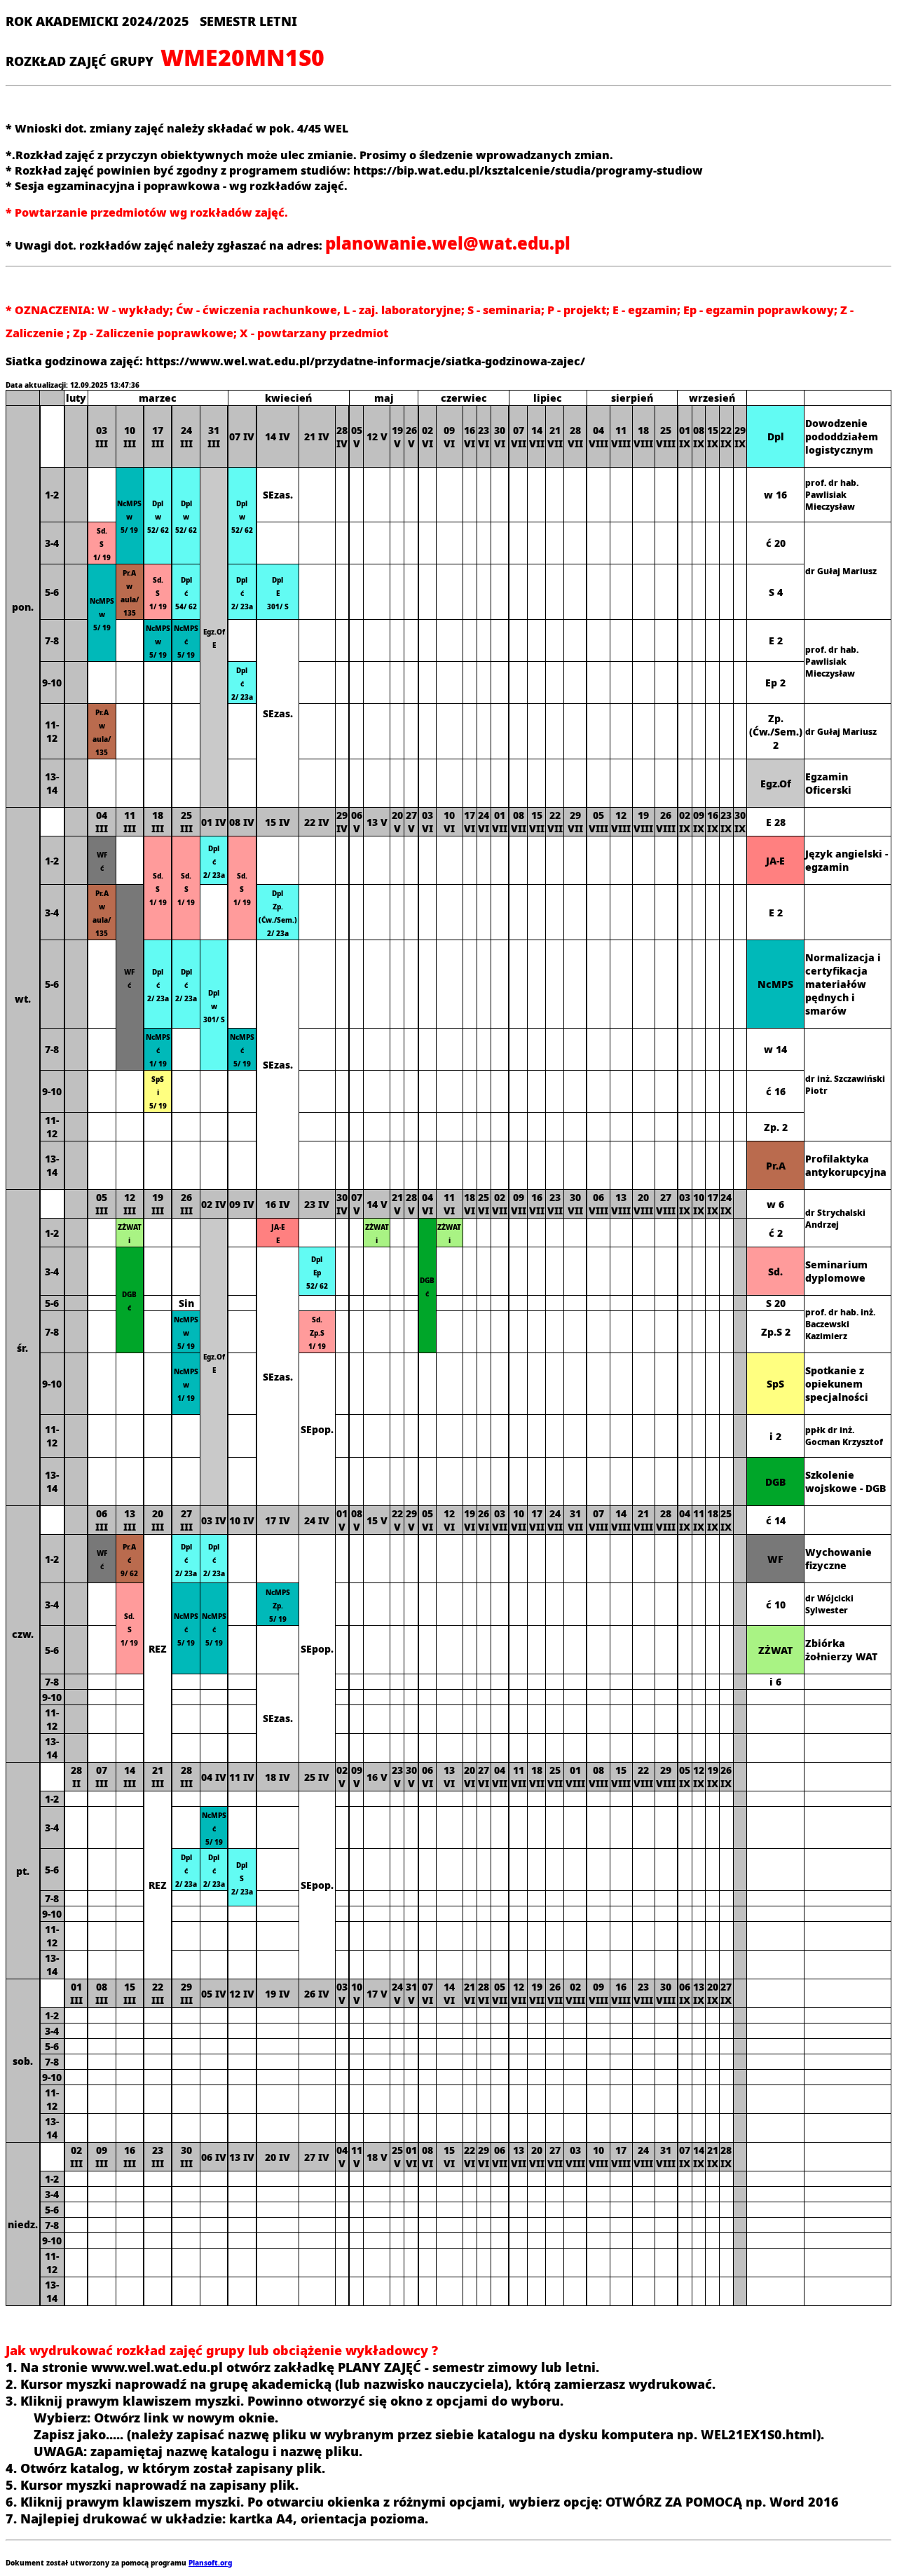 ROK AKADEMICKI 2024/2025 SEMESTR LETNI
ROZKŁAD ZAJĘĆ GRUPY WME20MN1S0
* Wnioski dot. zmiany zajęć należy składać w pok. 4/45 WEL
*.Rozkład zajęć z przyczyn obiektywnych może ulec zmianie. Prosimy o śledzenie wprowadzanych zmian.
* Rozkład zajęć powinien być zgodny z programem studiów: https://bip.wat.edu.pl/ksztalcenie/studia/programy-studiow
* Sesja egzaminacyjna i poprawkowa - wg rozkładów zajęć.
* Powtarzanie przedmiotów wg rozkładów zajęć.
* Uwagi dot. rozkładów zajęć należy zgłaszać na adres: planowanie.wel@wat.edu.pl
* OZNACZENIA: W - wykłady; Ćw - ćwiczenia rachunkowe, L - zaj. laboratoryjne; S - seminaria; P - projekt; E - egzamin; Ep - egzamin poprawkowy; Z -
Zaliczenie ; Zp - Zaliczenie poprawkowe; X - powtarzany przedmiot
Siatka godzinowa zajęć: https://www.wel.wat.edu.pl/przydatne-informacje/siatka-godzinowa-zajec/
Data aktualizacji: 12.09.2025 13:47:36
luty marzec kwiecień maj czerwiec lipiec sierpień wrzesień
pon. 03 III 10 III 17 III 24 III 31 III 07 IV 14 IV 21 IV 28 IV 05 V 12 V 19 V 26 V 02 VI 09 VI 16 VI 23 VI 30 VI 07 VII 14 VII 21 VII 28 VII 04 VIII 11 VIII 18 VIII 25 VIII 01 IX 08 IX 15 IX 22 IX 29 IX Dpl Dowodzenie pododdziałem logistycznym
1-2 NcMPS w 5/ 19 Dpl w 52/ 62 Dpl w 52/ 62 Egz.Of E Dpl w 52/ 62 SEzas. w 16 prof. dr hab. Pawlisiak Mieczysław
3-4 Sd. S 1/ 19 ć 20 dr Gułaj Mariusz
5-6 NcMPS w 5/ 19 Pr.A w aula/ 135 Sd. S 1/ 19 Dpl ć 54/ 62 Dpl ć 2/ 23a Dpl E 301/ S S 4
7-8 NcMPS w 5/ 19 NcMPS ć 5/ 19 SEzas. E 2 prof. dr hab. Pawlisiak Mieczysław
9-10 Dpl ć 2/ 23a Ep 2
11-12 Pr.A w aula/ 135 Zp. (Ćw./Sem.) 2 dr Gułaj Mariusz
13-14 Egz.Of Egzamin Oficerski
wt. 04 III 11 III 18 III 25 III 01 IV 08 IV 15 IV 22 IV 29 IV 06 V 13 V 20 V 27 V 03 VI 10 VI 17 VI 24 VI 01 VII 08 VII 15 VII 22 VII 29 VII 05 VIII 12 VIII 19 VIII 26 VIII 02 IX 09 IX 16 IX 23 IX 30 IX E 28
1-2 WF ć Sd. S 1/ 19 Sd. S 1/ 19 Dpl ć 2/ 23a Sd. S 1/ 19 JA-E Język angielski - egzamin
3-4 Pr.A w aula/ 135 WF ć Dpl Zp. (Ćw./Sem.) 2/ 23a E 2
5-6 Dpl ć 2/ 23a Dpl ć 2/ 23a Dpl w 301/ S SEzas. NcMPS Normalizacja i certyfikacja materiałów pędnych i smarów
7-8 NcMPS ć 1/ 19 NcMPS ć 5/ 19 w 14 dr inż. Szczawiński Piotr
9-10 SpS i 5/ 19 ć 16
11-12 Zp. 2
13-14 Pr.A Profilaktyka antykorupcyjna
śr. 05 III 12 III 19 III 26 III 02 IV 09 IV 16 IV 23 IV 30 IV 07 V 14 V 21 V 28 V 04 VI 11 VI 18 VI 25 VI 02 VII 09 VII 16 VII 23 VII 30 VII 06 VIII 13 VIII 20 VIII 27 VIII 03 IX 10 IX 17 IX 24 IX w 6 dr Strychalski Andrzej
1-2 ZŻWAT i Egz.Of E JA-E E ZŻWAT i DGB ć ZŻWAT i ć 2
3-4 DGB ć SEzas. Dpl Ep 52/ 62 Sd. Seminarium dyplomowe
5-6 Sin S 20 prof. dr hab. inż. Baczewski Kazimierz
7-8 NcMPS w 5/ 19 Sd. Zp.S 1/ 19 Zp.S 2
9-10 NcMPS w 1/ 19 SEpop. SpS Spotkanie z opiekunem specjalności
11-12 i 2 ppłk dr inż. Gocman Krzysztof
13-14 DGB Szkolenie wojskowe - DGB
czw. 06 III 13 III 20 III 27 III 03 IV 10 IV 17 IV 24 IV 01 V 08 V 15 V 22 V 29 V 05 VI 12 VI 19 VI 26 VI 03 VII 10 VII 17 VII 24 VII 31 VII 07 VIII 14 VIII 21 VIII 28 VIII 04 IX 11 IX 18 IX 25 IX ć 14
1-2 WF ć Pr.A ć 9/ 62 REZ Dpl ć 2/ 23a Dpl ć 2/ 23a SEpop. WF Wychowanie fizyczne
3-4 Sd. S 1/ 19 NcMPS ć 5/ 19 NcMPS ć 5/ 19 NcMPS Zp. 5/ 19 ć 10 dr Wójcicki Sylwester
5-6 SEzas. ZŻWAT Zbiórka żołnierzy WAT
7-8 i 6
9-10
11-12
13-14
pt. 28 II 07 III 14 III 21 III 28 III 04 IV 11 IV 18 IV 25 IV 02 V 09 V 16 V 23 V 30 V 06 VI 13 VI 20 VI 27 VI 04 VII 11 VII 18 VII 25 VII 01 VIII 08 VIII 15 VIII 22 VIII 29 VIII 05 IX 12 IX 19 IX 26 IX
1-2 REZ SEpop.
3-4 NcMPS ć 5/ 19
5-6 Dpl ć 2/ 23a Dpl ć 2/ 23a Dpl S 2/ 23a
7-8
9-10
11-12
13-14
sob. 01 III 08 III 15 III 22 III 29 III 05 IV 12 IV 19 IV 26 IV 03 V 10 V 17 V 24 V 31 V 07 VI 14 VI 21 VI 28 VI 05 VII 12 VII 19 VII 26 VII 02 VIII 09 VIII 16 VIII 23 VIII 30 VIII 06 IX 13 IX 20 IX 27 IX
1-2
3-4
5-6
7-8
9-10
11-12
13-14
niedz. 02 III 09 III 16 III 23 III 30 III 06 IV 13 IV 20 IV 27 IV 04 V 11 V 18 V 25 V 01 VI 08 VI 15 VI 22 VI 29 VI 06 VII 13 VII 20 VII 27 VII 03 VIII 10 VIII 17 VIII 24 VIII 31 VIII 07 IX 14 IX 21 IX 28 IX
1-2
3-4
5-6
7-8
9-10
11-12
13-14
Jak wydrukować rozkład zajęć grupy lub obciążenie wykładowcy ?
1. Na stronie www.wel.wat.edu.pl otwórz zakładkę PLANY ZAJĘĆ - semestr zimowy lub letni.
2. Kursor myszki naprowadź na grupę akademicką (lub nazwisko nauczyciela), którą zamierzasz wydrukować.
3. Kliknij prawym klawiszem myszki. Powinno otworzyć się okno z opcjami do wyboru.
Wybierz: Otwórz link w nowym oknie.
Zapisz jako..... (należy zapisać nazwę pliku w wybranym przez siebie katalogu na dysku komputera np. WEL21EX1S0.html).
UWAGA: zapamiętaj nazwę katalogu i nazwę pliku.
4. Otwórz katalog, w którym został zapisany plik.
5. Kursor myszki naprowadź na zapisany plik.
6. Kliknij prawym klawiszem myszki. Po otwarciu okienka z różnymi opcjami, wybierz opcję: OTWÓRZ ZA POMOCĄ np. Word 2016
7. Najlepiej drukować w układzie: kartka A4, orientacja pozioma.
Dokument został utworzony za pomocą programu Plansoft.org